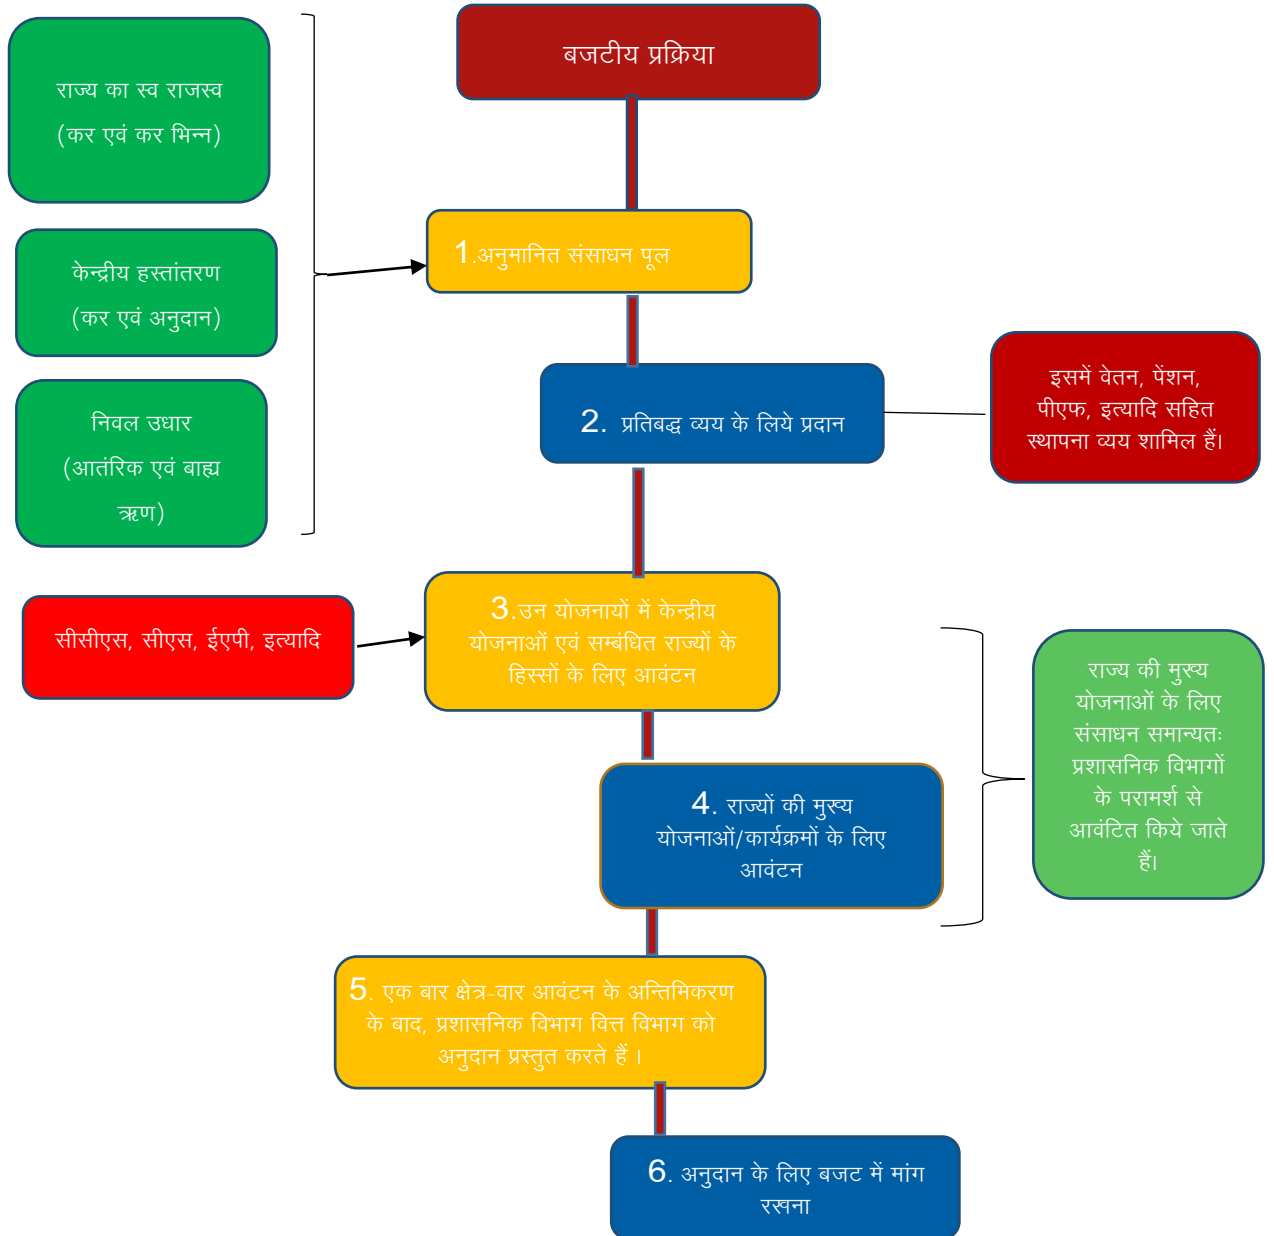 बजटीय प्रक्रिया
राज्य का स्व राजस्व
(कर एवं कर भिन्न)
केन्द्रीय हस्तांतरण
(कर एवं अनुदान)
निवल उधार
(आतंरिक एवं बाह्य
ऋण)
1.अनुमानित संसाधन पूल
2. प्रतिबद्ध व्यय के लिये प्रदान
इसमें वेतन, पेंशन,
पीएफ, इत्यादि सहित
स्थापना व्यय शामिल हैं।
सीसीएस, सीएस, ईएपी, इत्यादि
3.उन योजनायों में केन्द्रीय
योजनाओं एवं सम्बंधित राज्यों के
हिस्सों के लिए आवंटन
4. राज्यों की मुख्य
योजनाओं/कार्यक्रमों के लिए
आवंटन
राज्य की मुख्य
योजनाओं के लिए
संसाधन समान्यतः
प्रशासनिक विभागों
के परामर्श से
आवंटित किये जाते
हैं।
5. एक बार क्षेत्र-वार आवंटन के अन्तिमिकरण
के बाद, प्रशासनिक विभाग वित्त विभाग को
अनुदान प्रस्तुत करते हैं ।
6. अनुदान के लिए बजट में मांग
रखना